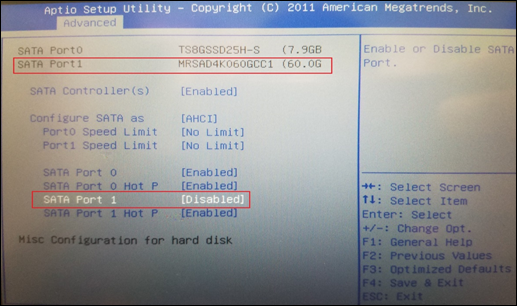 Aptio Setup Utility - Copyright (C) 2011 American Megatrends, Inc.
Advanced
SATA Port0 TS8GSSD25H-S (7.9GB
SATA Port1 MRSAD4K060GCC1 (60.0G
SATA Controller(s) [Enabled]
Configure SATA as [AHCI]
Port0 Speed Limit [No Limit]
Port1 Speed Limit [No Limit]
SATA Port 0 [Enabled]
SATA Port 0 Hot P [Enabled]
SATA Port 1 [Disabled]
SATA Port 1 Hot P [Enabled]
Misc Configuration for hard disk
Enable or Disable SATA
Port.
→←: Select Screen
↑↓: Select Item
Enter: Select
+/-: Change Opt.
F1: General Help
F2: Previous Values
F3: Optimized Defaults
F4: Save & Exit
ESC: Exit